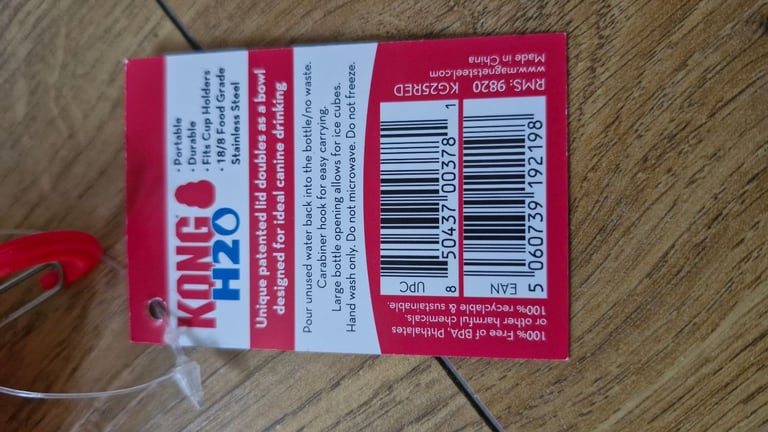 KONG
H2O
• Portable
• Durable
• Fits Cup Holders
• 18/8 Food Grade
Stainless Steel
Unique patented lid doubles as a bowl
designed for ideal canine drinking
Pour unused water back into the bottle/no waste.
Carabiner hook for easy carrying.
Large bottle opening allows for ice cubes.
Hand wash only. Do not microwave. Do not freeze.
UPC
8 50437 00378 1
EAN
5 060739 192198
RMS: 9820 KG25RED
www.magnetsteel.com
Made in China
100% Free of BPA, Phthalates
or other harmful chemicals.
100% recyclable & sustainable.